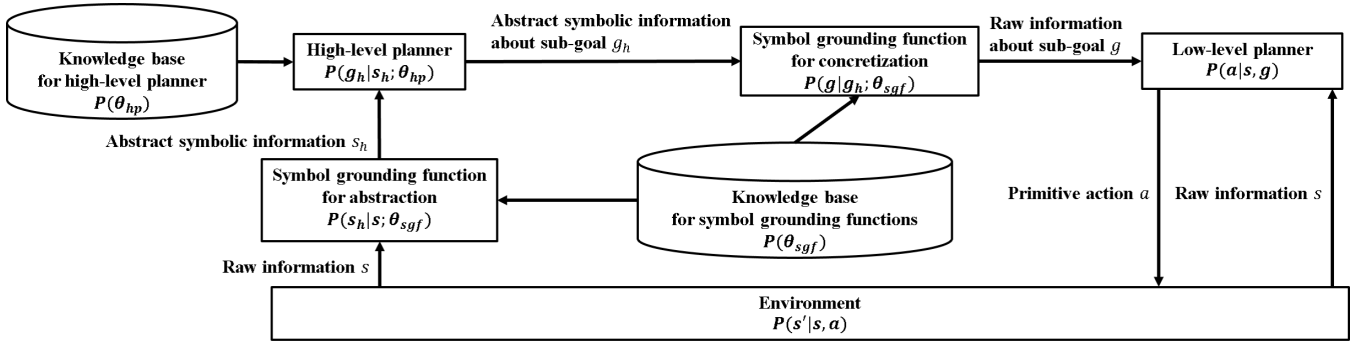 Knowledge base
for high-level planner
P(θ_hp)
High-level planner
P(g_h|s_h; θ_hp)
Abstract symbolic information
about sub-goal g_h
Symbol grounding function
for concretization
P(g|g_h; θ_sgf)
Raw information
about sub-goal g
Low-level planner
P(a|s, g)
Abstract symbolic information s_h
Symbol grounding function
for abstraction
P(s_h|s; θ_sgf)
Knowledge base
for symbol grounding functions
P(θ_sgf)
Primitive action a
Raw information s
Raw information s
Environment
P(s′|s, a)